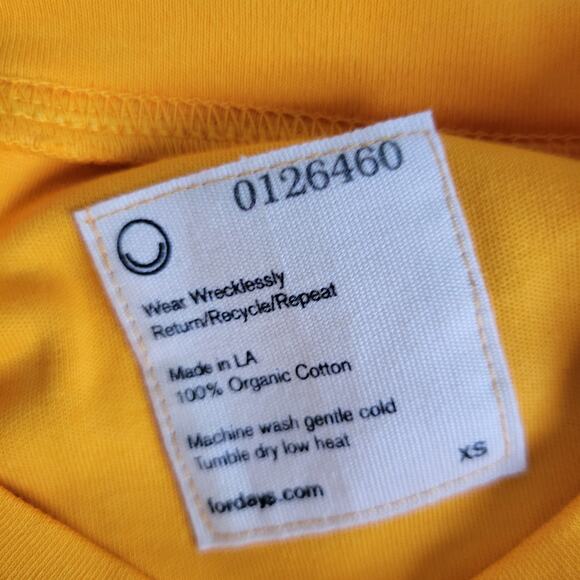 0126460
Wear Wrecklessly
Return/Recycle/Repeat
Made in LA
100% Organic Cotton
Machine wash gentle cold
Tumble dry low heat
XS
fordays.com